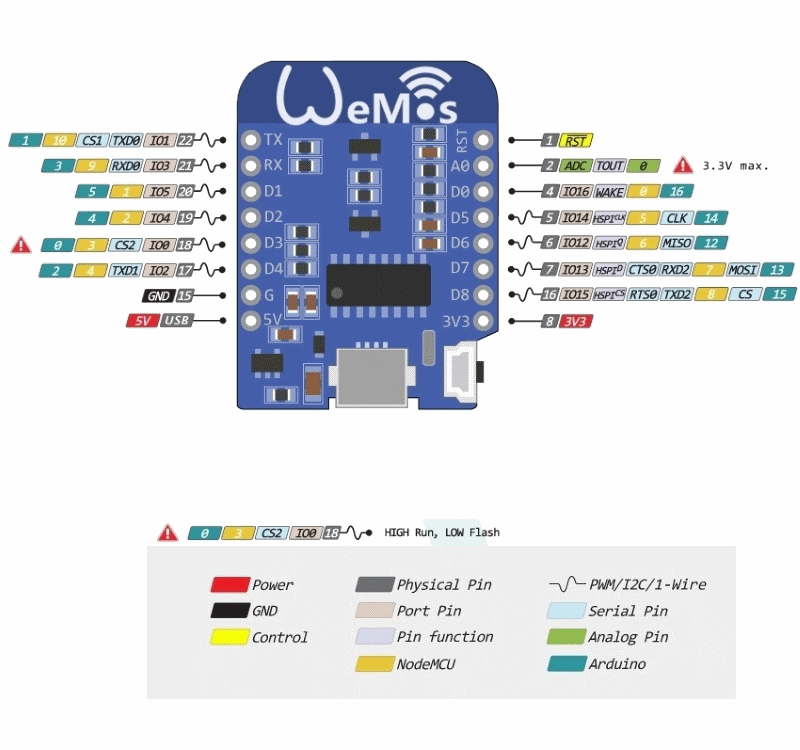 WeMos
1 10 CS1 TXD0 IO1 22 TX RST 1 RST
3 9 RXD0 IO3 21 RX A0 2 ADC TOUT 0 3.3V max.
5 1 IO5 20 D1 D0 4 IO16 WAKE 0 16
4 2 IO4 19 D2 D5 5 IO14 HSPICLK 5 CLK 14
0 3 CS2 IO0 18 D3 D6 6 IO12 HSPIQ 6 MISO 12
2 4 TXD1 IO2 17 D4 D7 7 IO13 HSPID CTS0 RXD2 7 MOSI 13
GND 15 G D8 16 IO15 HSPICS RTS0 TXD2 8 CS 15
5V USB 5V 3V3 8 3V3
0 3 CS2 IO0 18 HIGH Run, LOW Flash
Power Physical Pin PWM/I2C/1-Wire
GND Port Pin Serial Pin
Control Pin function Analog Pin
NodeMCU Arduino